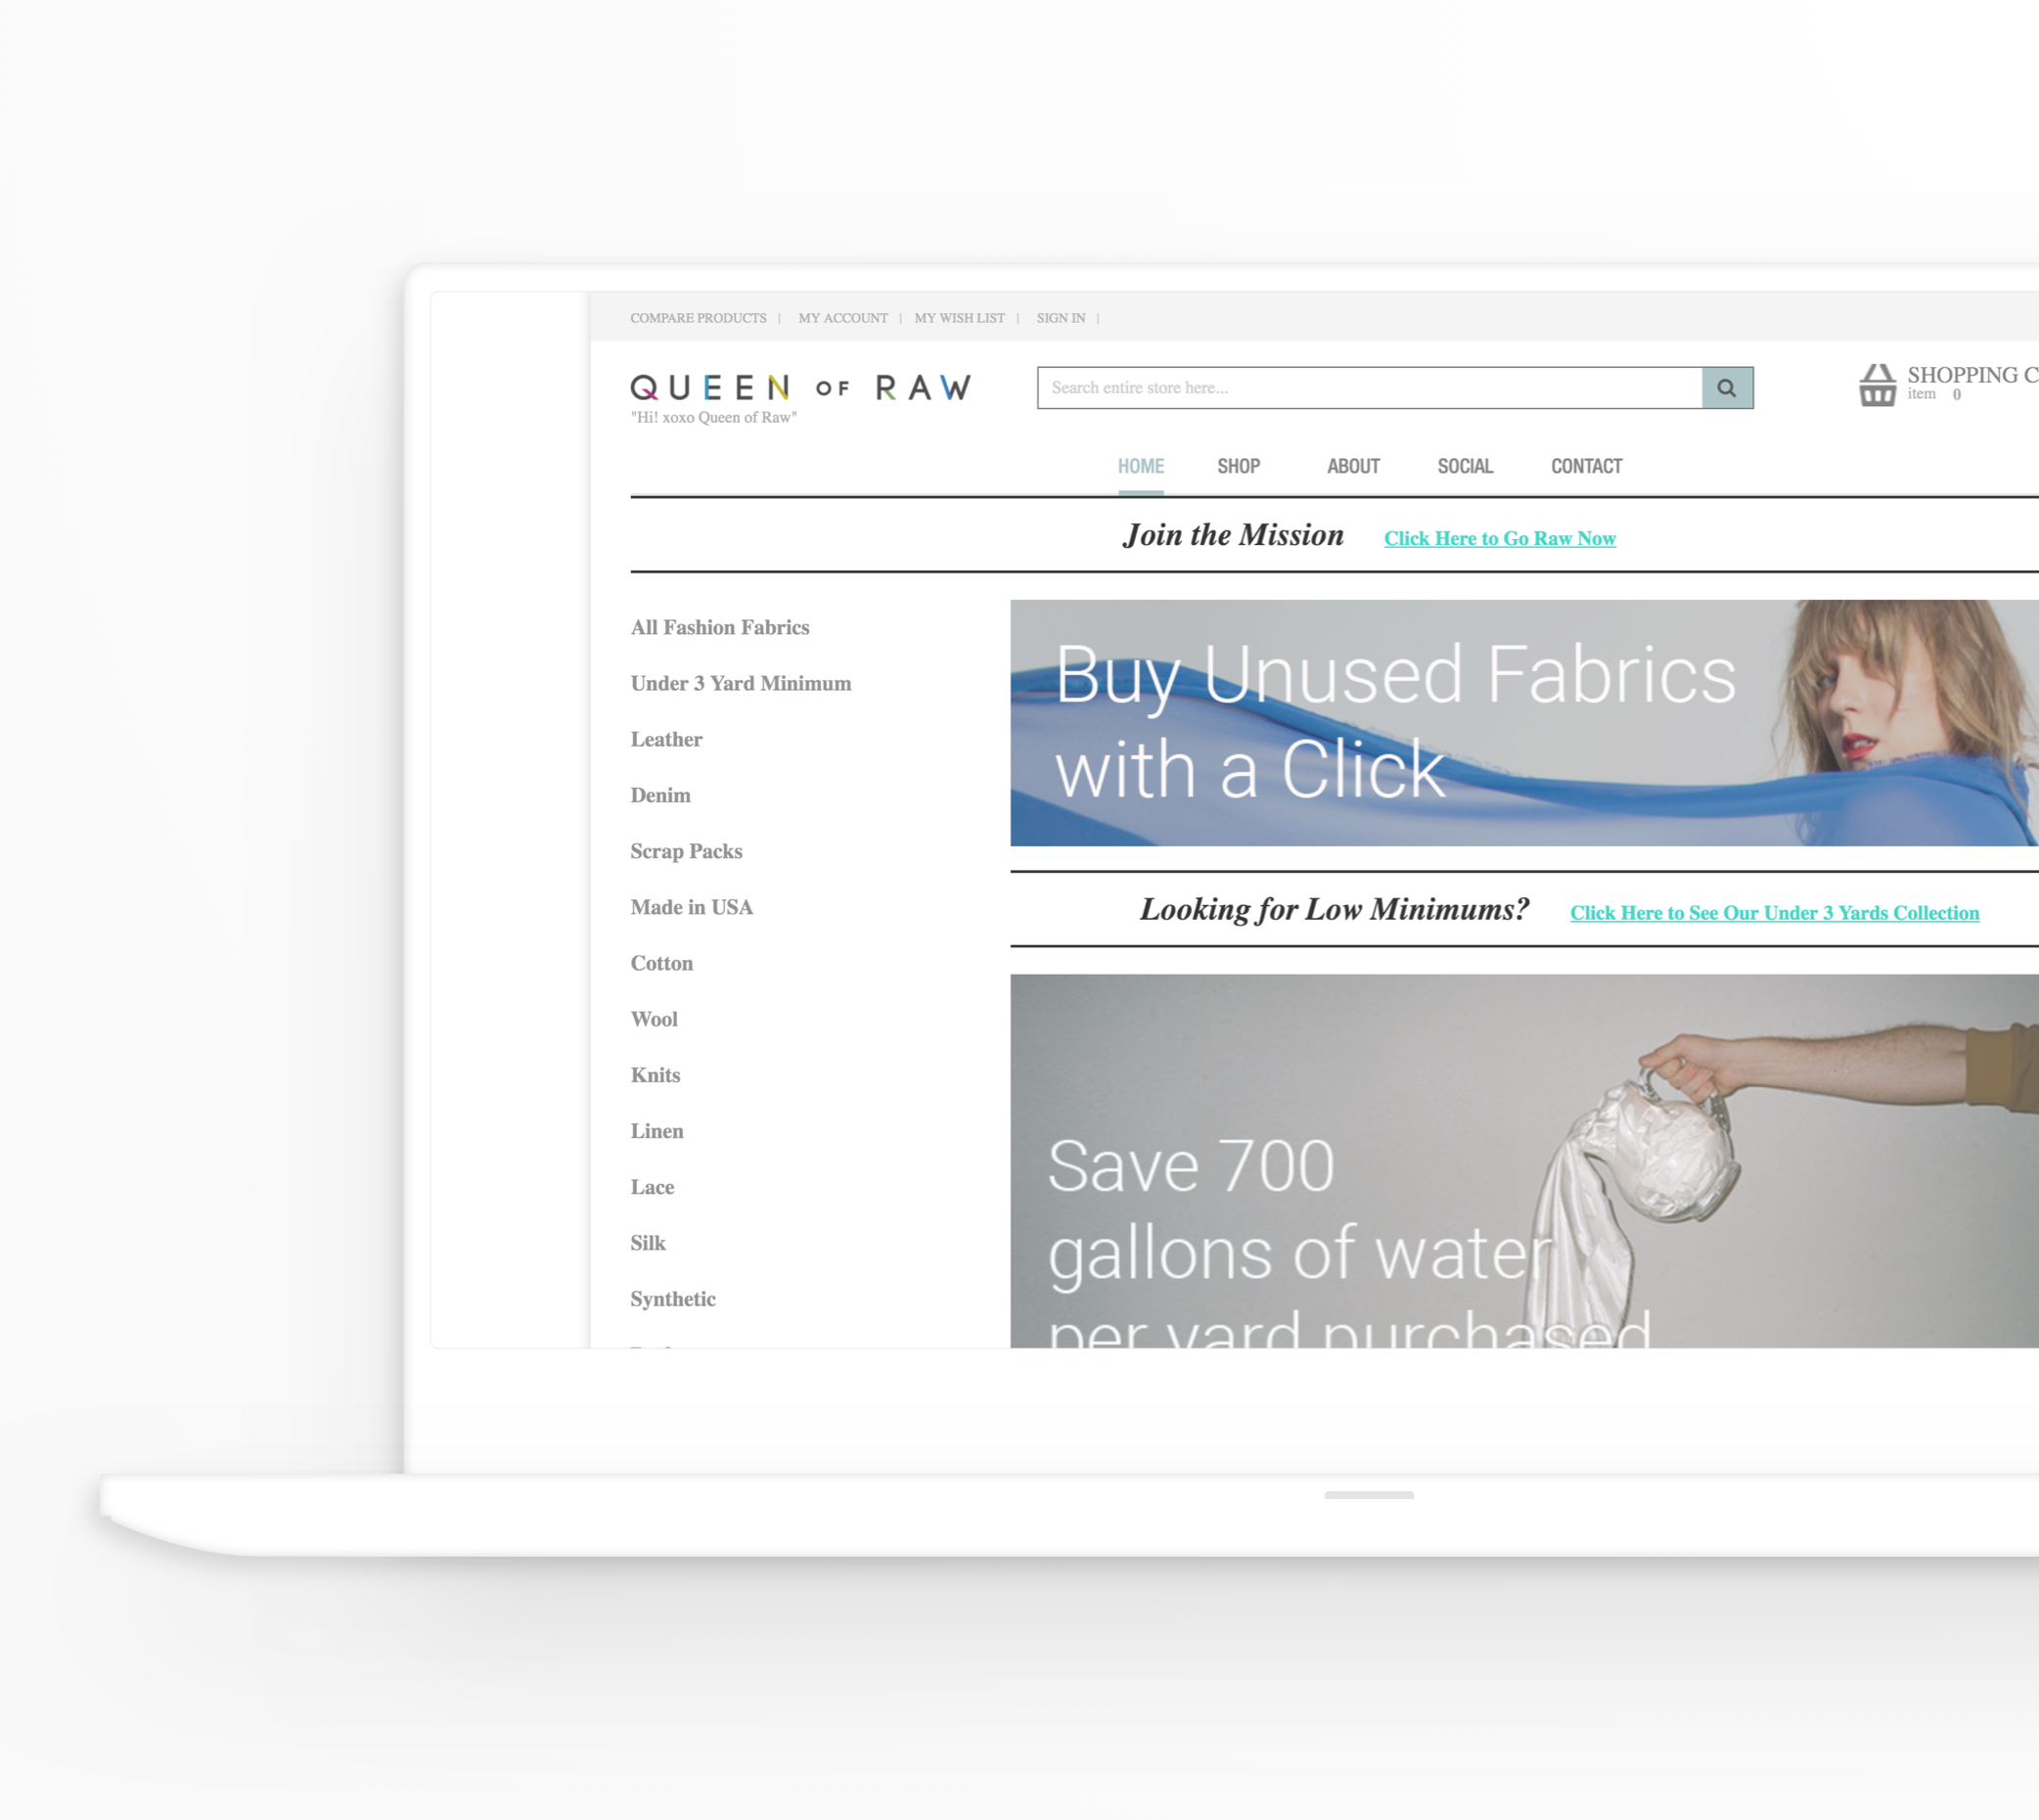 COMPARE PRODUCTS | MY ACCOUNT | MY WISH LIST | SIGN IN |
QUEEN OF RAW
"Hi! xoxo Queen of Raw"
Search entire store here...
SHOPPING C
item 0
HOME SHOP ABOUT SOCIAL CONTACT
Join the Mission Click Here to Go Raw Now
All Fashion Fabrics
Under 3 Yard Minimum
Leather
Denim
Scrap Packs
Made in USA
Cotton
Wool
Knits
Linen
Lace
Silk
Synthetic
Buy Unused Fabrics
with a Click
Looking for Low Minimums? Click Here to See Our Under 3 Yards Collection
Save 700
gallons of water
per yard purchased